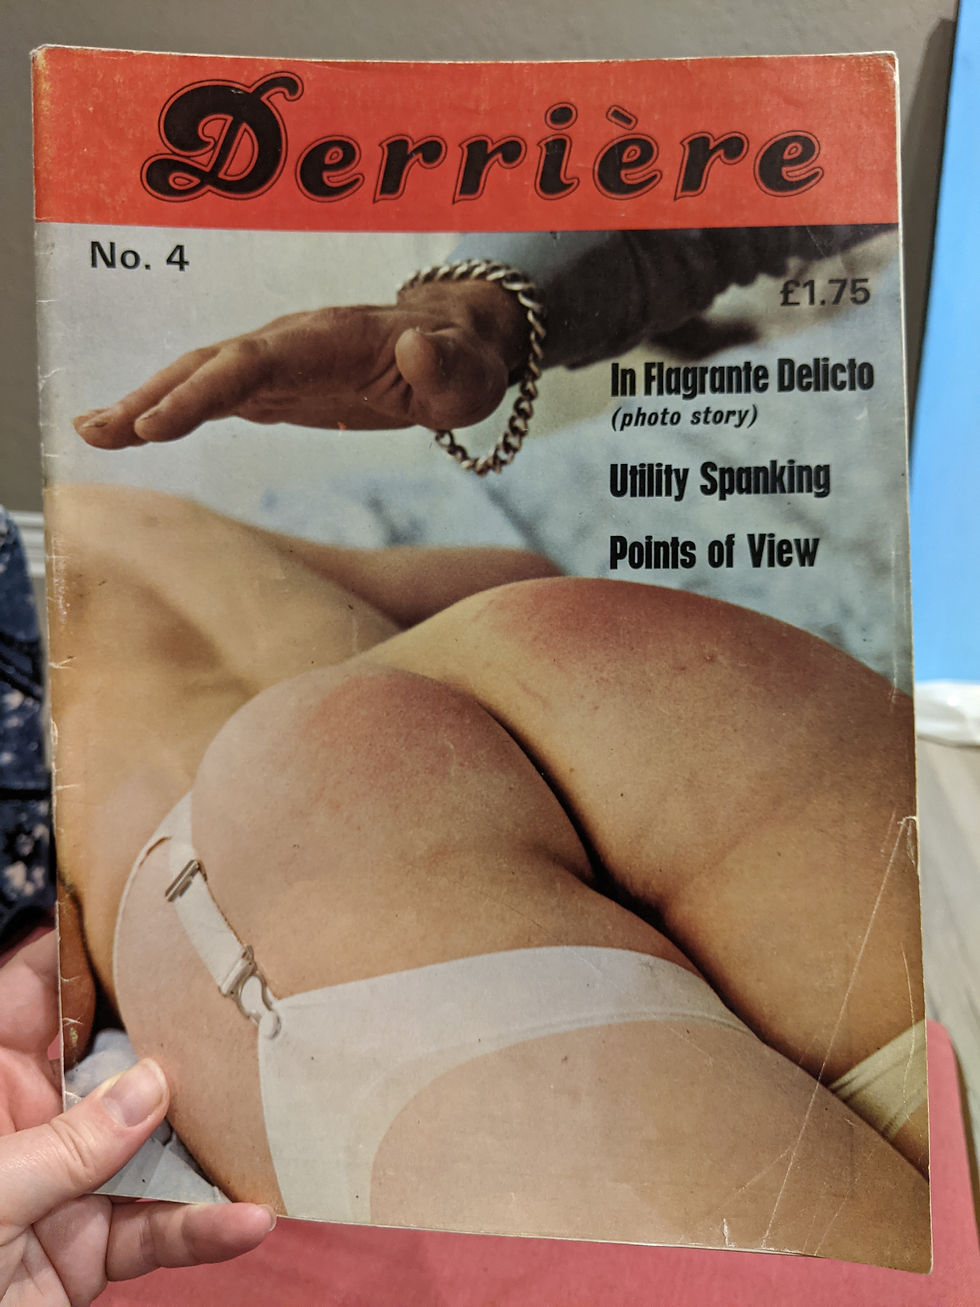 Derrière
No. 4
£1.75
In Flagrante Delicto
(photo story)
Utility Spanking
Points of View